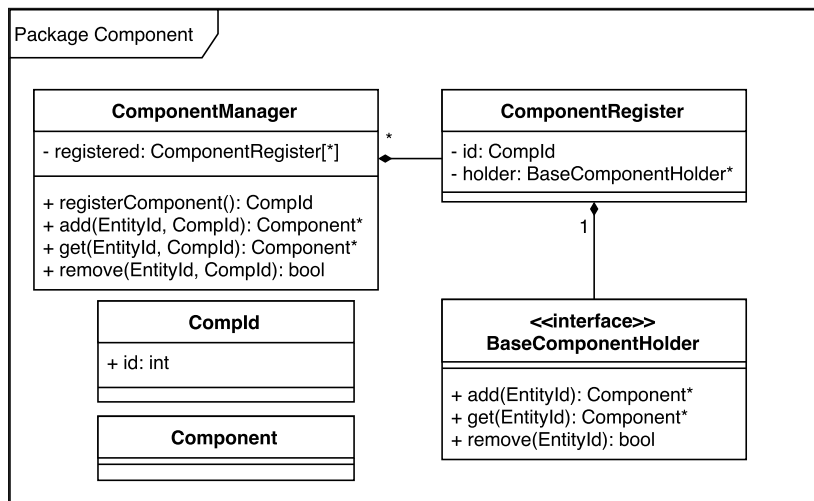 Package Component
ComponentManager
- registered: ComponentRegister[*]
+ registerComponent(): CompId
+ add(EntityId, CompId): Component*
+ get(EntityId, CompId): Component*
+ remove(EntityId, CompId): bool
*
ComponentRegister
- id: CompId
- holder: BaseComponentHolder*
1
CompId
+ id: int
Component
<<interface>>
BaseComponentHolder
+ add(EntityId): Component*
+ get(EntityId): Component*
+ remove(EntityId): bool